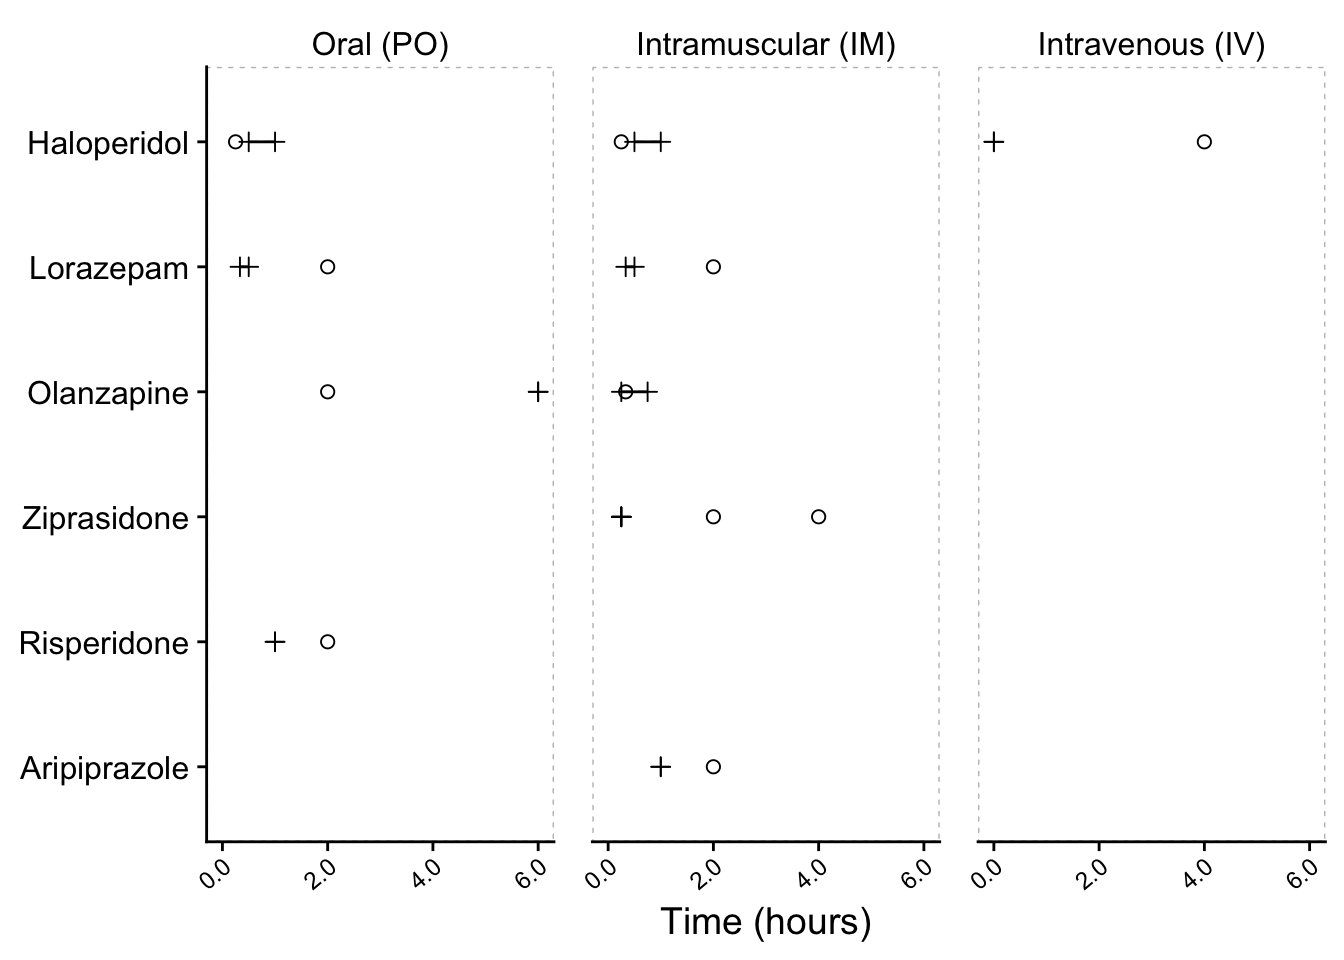 Oral (PO) Intramuscular (IM) Intravenous (IV)
Haloperidol
Lorazepam
Olanzapine
Ziprasidone
Risperidone
Aripiprazole
0.0 2.0 4.0 6.0 0.0 2.0 4.0 6.0 0.0 2.0 4.0 6.0
Time (hours)